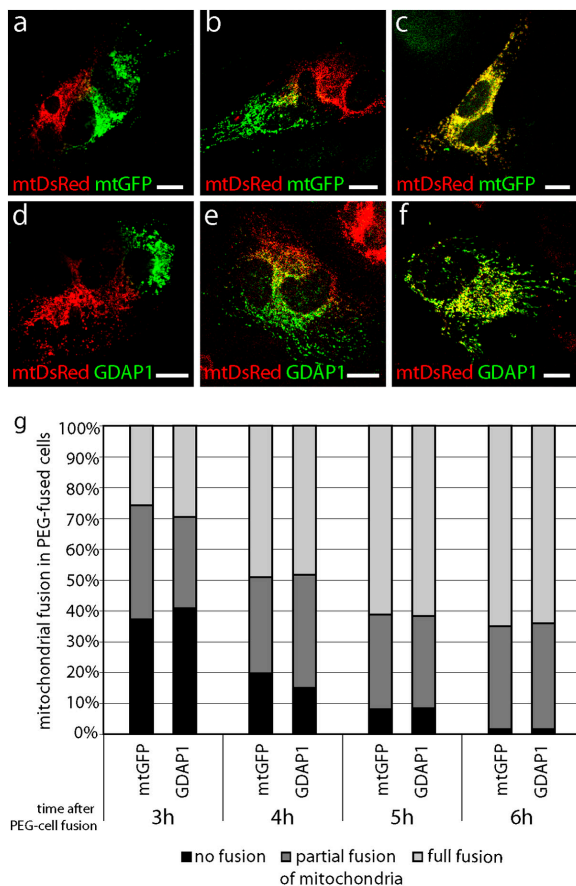 a
b
c
mtDsRed mtGFP
mtDsRed mtGFP
mtDsRed mtGFP
d
e
f
mtDsRed GDAP1
mtDsRed GDAP1
mtDsRed GDAP1
g
mitochondrial fusion in PEG-fused cells
100%
90%
80%
70%
60%
50%
40%
30%
20%
10%
0%
mtGFP
GDAP1
mtGFP
GDAP1
mtGFP
GDAP1
mtGFP
GDAP1
time after
PEG-cell fusion
3h
4h
5h
6h
no fusion
partial fusion
full fusion
of mitochondria